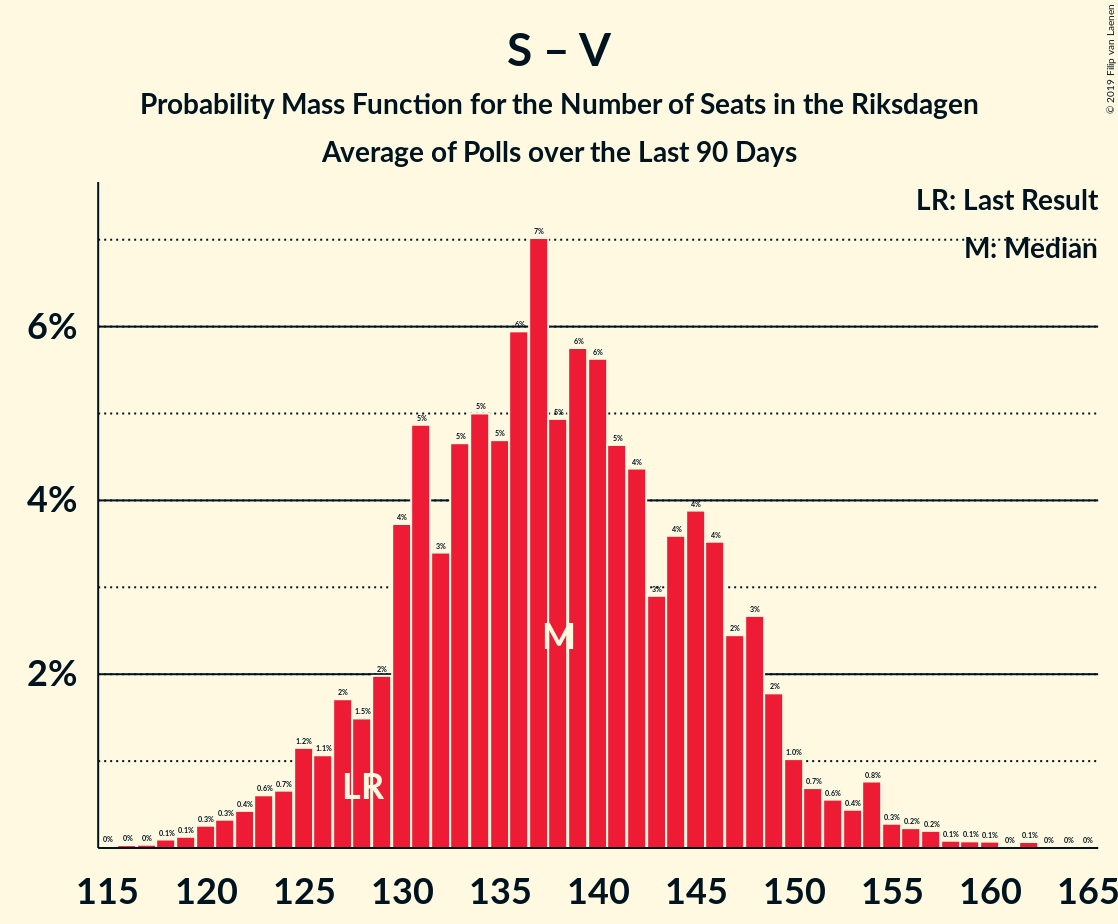 S – V
Probability Mass Function for the Number of Seats in the Riksdagen
Average of Polls over the Last 90 Days
© 2019 Filip van Laenen
LR: Last Result
M: Median
6%
4%
2%
0% 0% 0% 0.1% 0.1% 0.3% 0.3% 0.4% 0.6% 0.7% 1.2% 1.1% 2% 1.5% 2% 4% 5% 3% 5% 5% 5% 6% 7% 5% 6% 6% 5% 4% 3% 4% 4% 4% 2% 3% 2% 1.0% 0.7% 0.6% 0.4% 0.8% 0.3% 0.2% 0.2% 0.1% 0.1% 0.1% 0% 0.1% 0% 0% 0%
M
LR
115 120 125 130 135 140 145 150 155 160 165